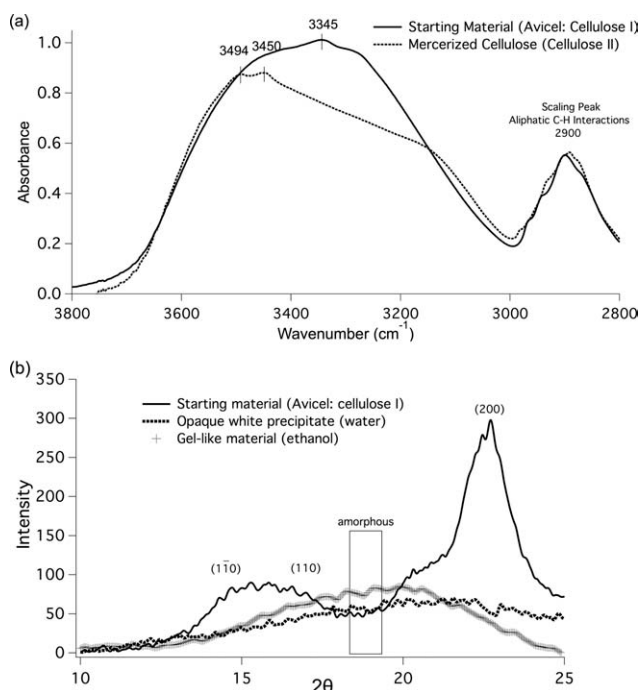 (a)
3345
3450
3494
Starting Material (Avicel: Cellulose I)
Mercerized Cellulose (Cellulose II)
Scaling Peak
Aliphatic C-H Interactions
2900
Absorbance
1.0
0.8
0.6
0.4
0.2
0.0
3800 3600 3400 3200 3000 2800
Wavenumber (cm⁻¹)
(b)
350
300
250
200
150
100
50
0
Intensity
Starting material (Avicel: cellulose I)
Opaque white precipitate (water)
Gel-like material (ethanol)
(200)
amorphous
(11̄0)
(110)
10 15 20 25
2θ